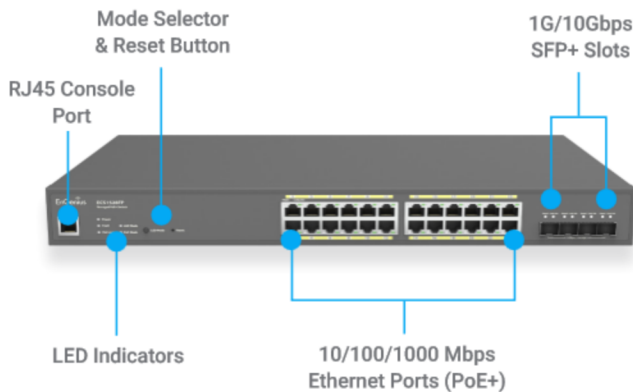 Mode Selector
& Reset Button
1G/10Gbps
SFP+ Slots
RJ45 Console
Port
EnGenius
LED Indicators
10/100/1000 Mbps
Ethernet Ports (PoE+)